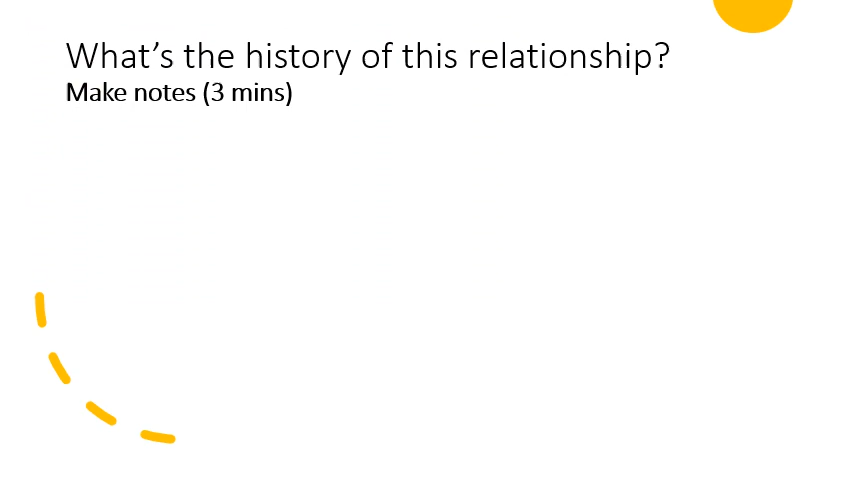 What’s the history of this relationship?
Make notes (3 mins)